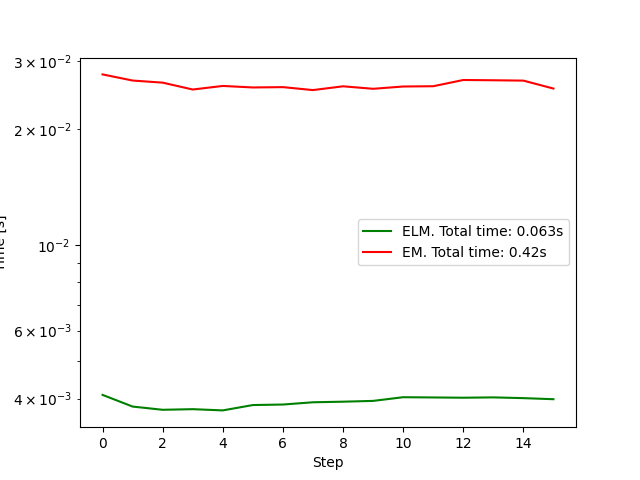 3 × 10⁻²
2 × 10⁻²
10⁻²
6 × 10⁻³
4 × 10⁻³
ELM. Total time: 0.063s
EM. Total time: 0.42s
0 2 4 6 8 10 12 14
Step